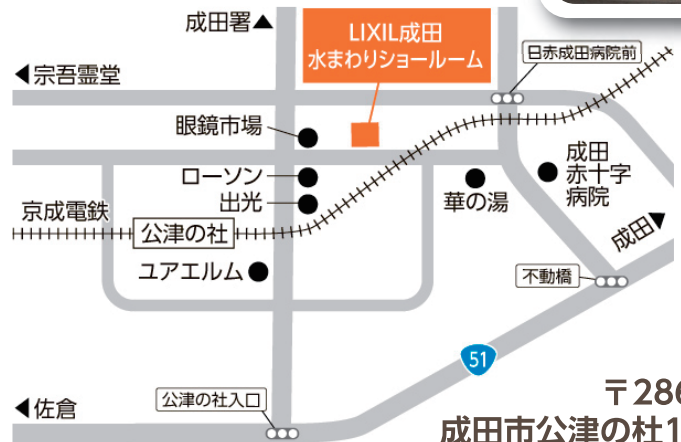 成田署▲
LIXIL成田
水まわりショールーム
日赤成田病院前
◀宗吾霊堂
眼鏡市場
ローソン
出光
華の湯
成田
赤十字
病院
京成電鉄
公津の社
成田▶
ユアエルム
不動橋
51
公津の社入口
◀佐倉
〒286
成田市公津の杜1